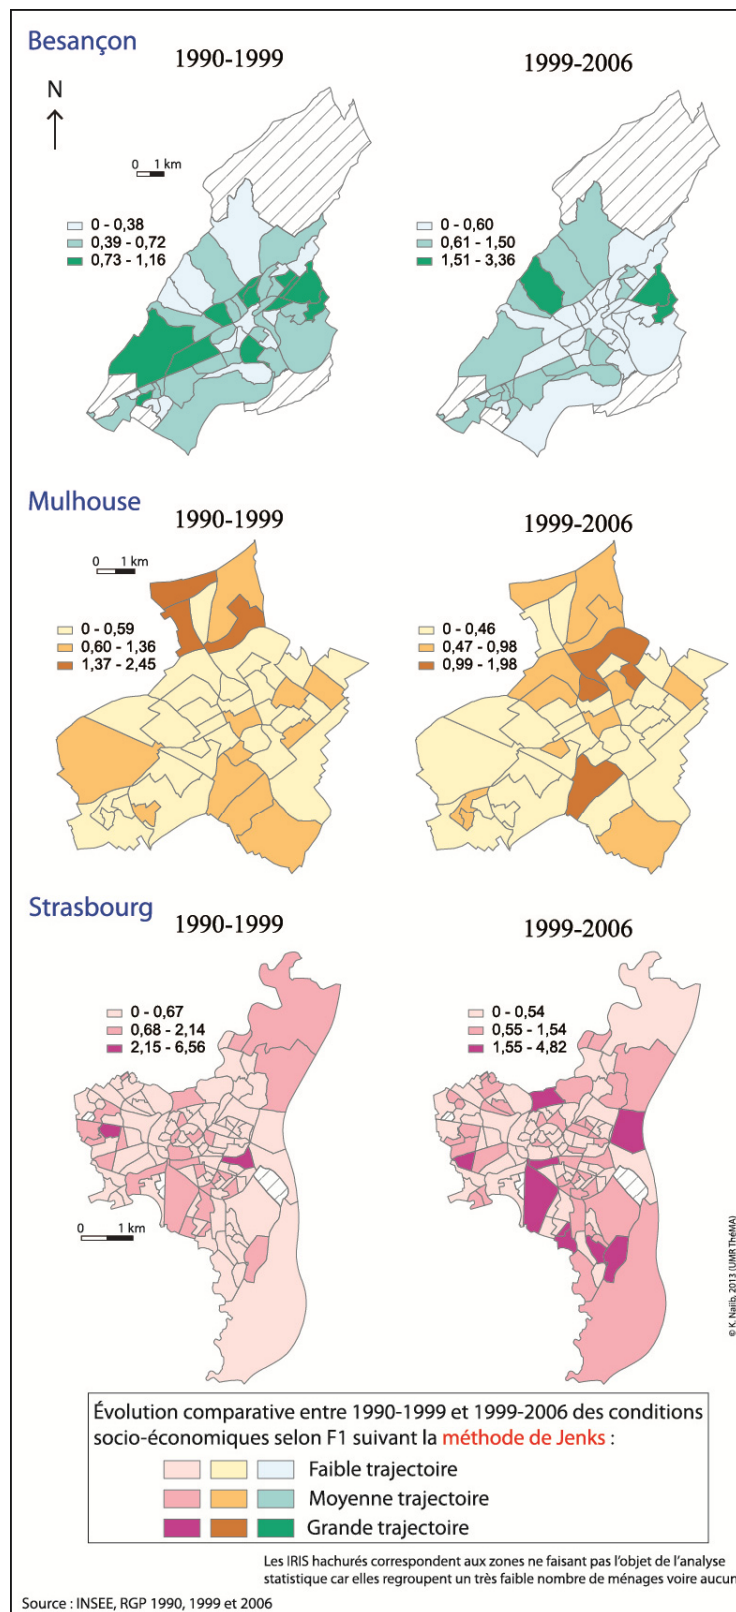 Besançon
1990-1999
1999-2006
N
0 1 km
0 1 km
0 - 0,38
0,39 - 0,72
0,73 - 1,16
0 - 0,60
0,61 - 1,50
1,51 - 3,36
Mulhouse
1990-1999
1999-2006
0 1 km
0 - 0,59
0,60 - 1,36
1,37 - 2,45
0 - 0,46
0,47 - 0,98
0,99 - 1,98
Strasbourg
1990-1999
1999-2006
0 - 0,67
0,68 - 2,14
2,15 - 6,56
0 - 0,54
0,55 - 1,54
1,55 - 4,82
0 1 km
© K. Najib, 2013 (UMR ThéMA)
Évolution comparative entre 1990-1999 et 1999-2006 des conditions
socio-économiques selon F1 suivant la méthode de Jenks :
Faible trajectoire
Moyenne trajectoire
Grande trajectoire
Les IRIS hachurés correspondent aux zones ne faisant pas l'objet de l'analyse
statistique car elles regroupent un très faible nombre de ménages voire aucun
Source : INSEE, RGP 1990, 1999 et 2006